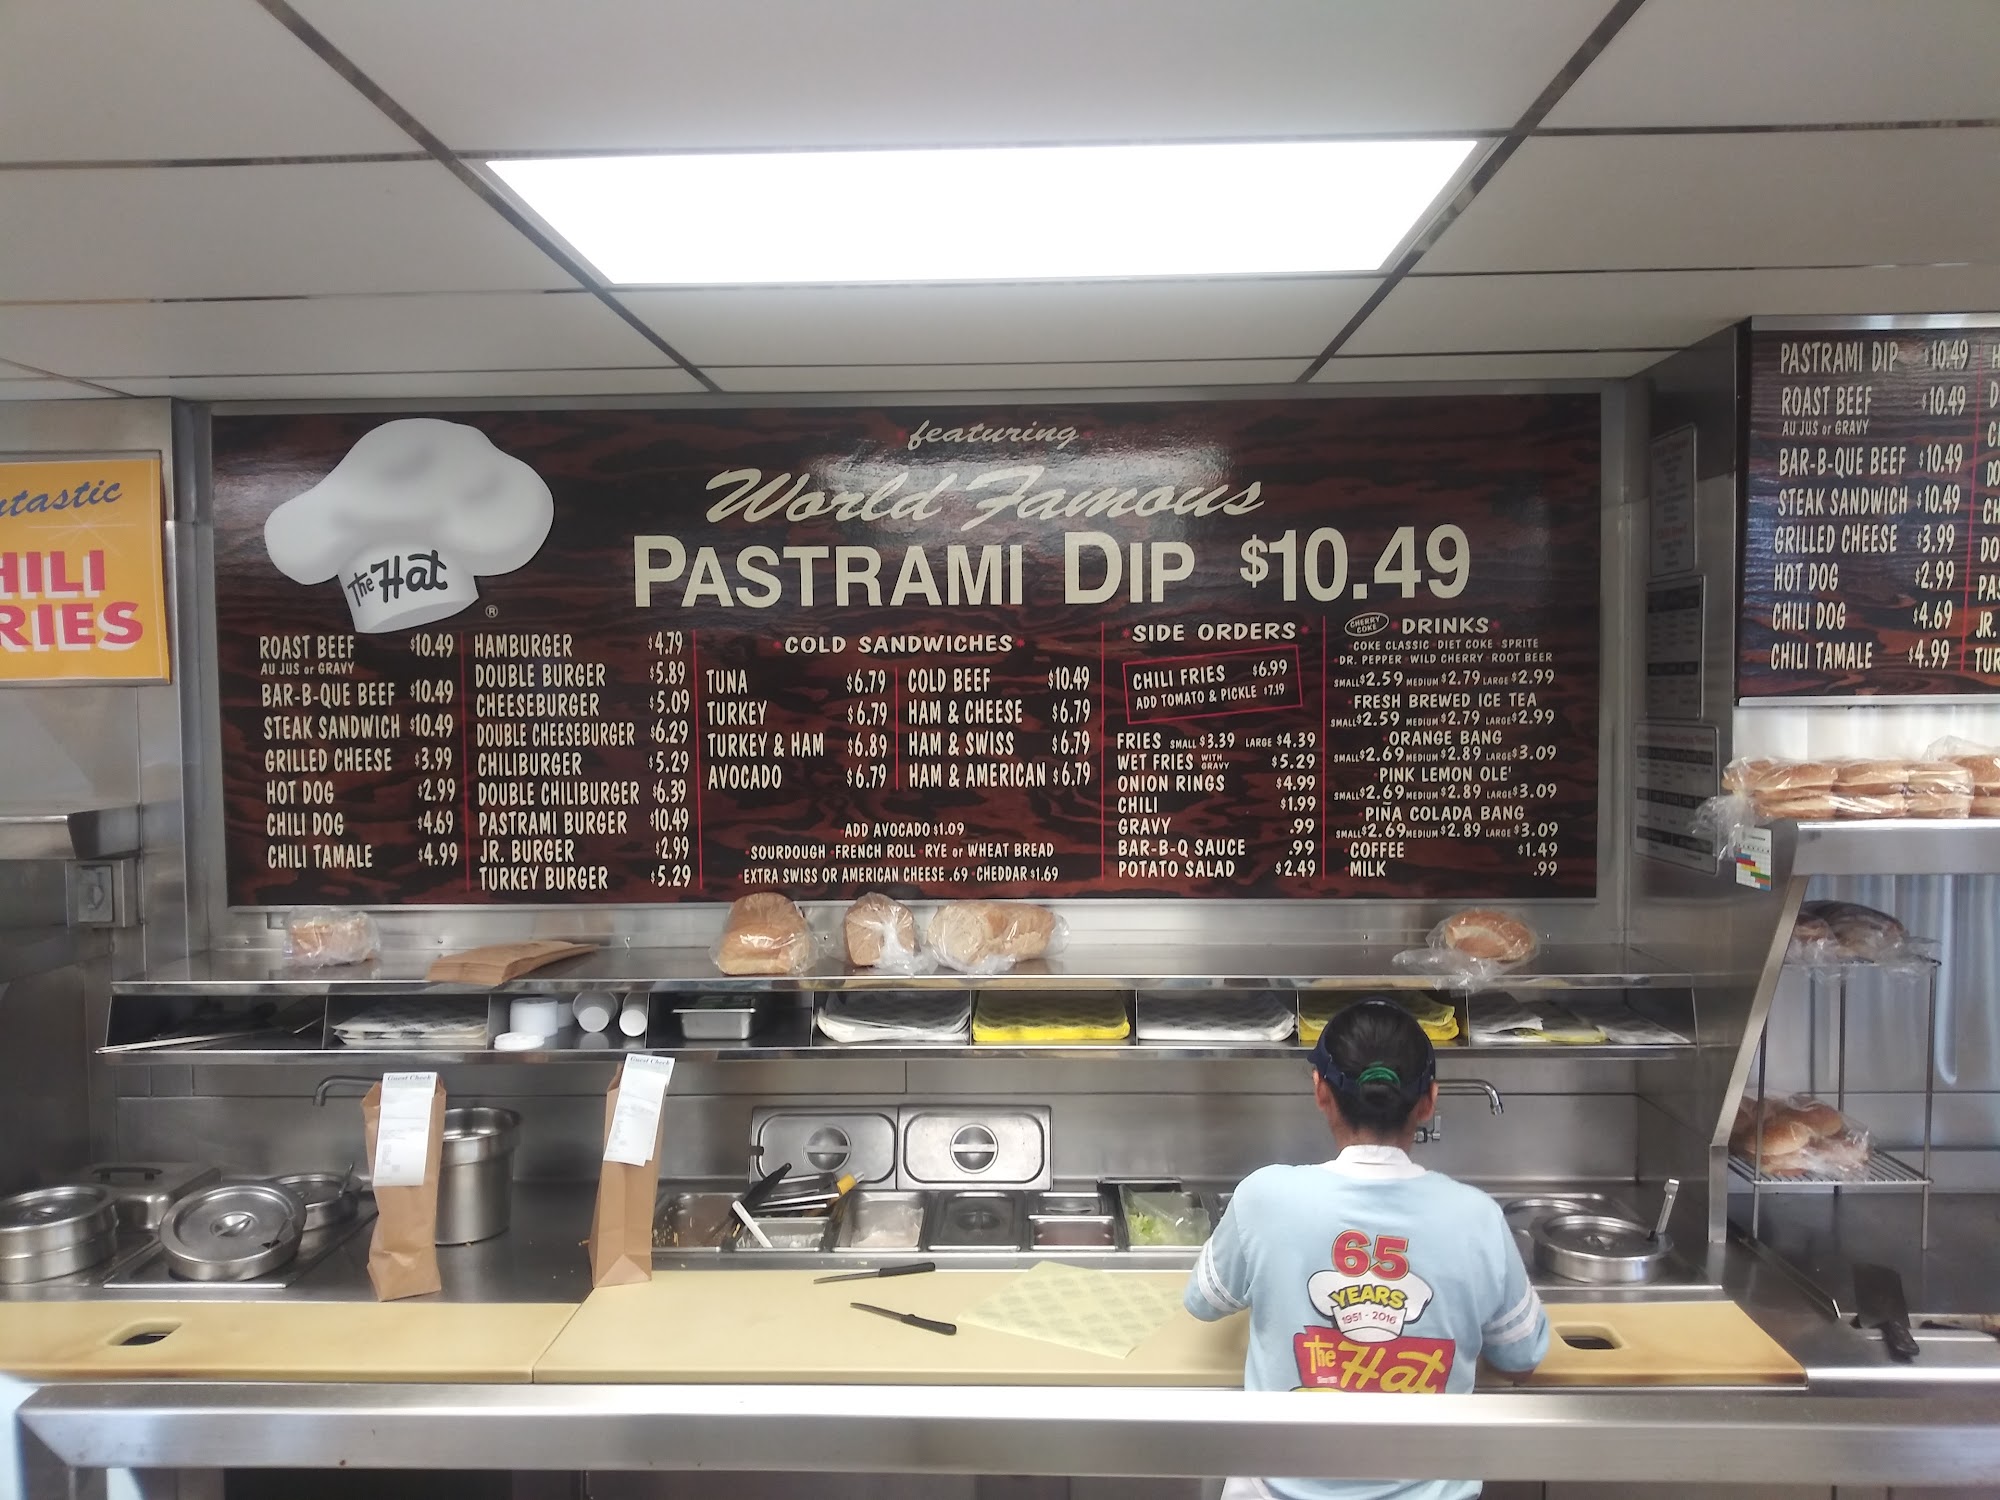 ntastic
HILI
RIES
The Hat
®
featuring
World Famous
PASTRAMI DIP $10.49
ROAST BEEF $10.49
AU JUS or GRAVY
BAR-B-QUE BEEF $10.49
STEAK SANDWICH $10.49
GRILLED CHEESE $3.99
HOT DOG $2.99
CHILI DOG $4.69
CHILI TAMALE $4.99
HAMBURGER $4.79
DOUBLE BURGER $5.89
CHEESEBURGER $5.09
DOUBLE CHEESEBURGER $6.29
CHILIBURGER $5.29
DOUBLE CHILIBURGER $6.39
PASTRAMI BURGER $10.49
JR. BURGER $2.99
TURKEY BURGER $5.29
COLD SANDWICHES
TUNA $6.79
TURKEY $6.79
TURKEY & HAM $6.89
AVOCADO $6.79
COLD BEEF $10.49
HAM & CHEESE $6.79
HAM & SWISS $6.79
HAM & AMERICAN $6.79
ADD AVOCADO $1.09
SOURDOUGH FRENCH ROLL RYE or WHEAT BREAD
EXTRA SWISS OR AMERICAN CHEESE .69 CHEDDAR $1.69
SIDE ORDERS
CHILI FRIES $6.99
ADD TOMATO & PICKLE $7.19
FRIES SMALL $3.39 LARGE $4.39
WET FRIES WITH GRAVY $5.29
ONION RINGS $4.99
CHILI $1.99
GRAVY .99
BAR-B-Q SAUCE .99
POTATO SALAD $2.49
CHERRY COKE DRINKS
COKE CLASSIC DIET COKE SPRITE
DR. PEPPER WILD CHERRY ROOT BEER
SMALL $2.59 MEDIUM $2.79 LARGE $2.99
FRESH BREWED ICE TEA
SMALL $2.59 MEDIUM $2.79 LARGE $2.99
ORANGE BANG
SMALL $2.69 MEDIUM $2.89 LARGE $3.09
PINK LEMON OLE'
SMALL $2.69 MEDIUM $2.89 LARGE $3.09
PIÑA COLADA BANG
SMALL $2.69 MEDIUM $2.89 LARGE $3.09
COFFEE $1.49
MILK .99
PASTRAMI DIP $10.49
ROAST BEEF $10.49
AU JUS or GRAVY
BAR-B-QUE BEEF $10.49
STEAK SANDWICH $10.49
GRILLED CHEESE $3.99
HOT DOG $2.99
CHILI DOG $4.69
CHILI TAMALE $4.99
H
D
CH
DO
CH
DO
PAS
JR.
TUR
Guest Check
Guest Check
65
YEARS
1951 - 2016
The Hat